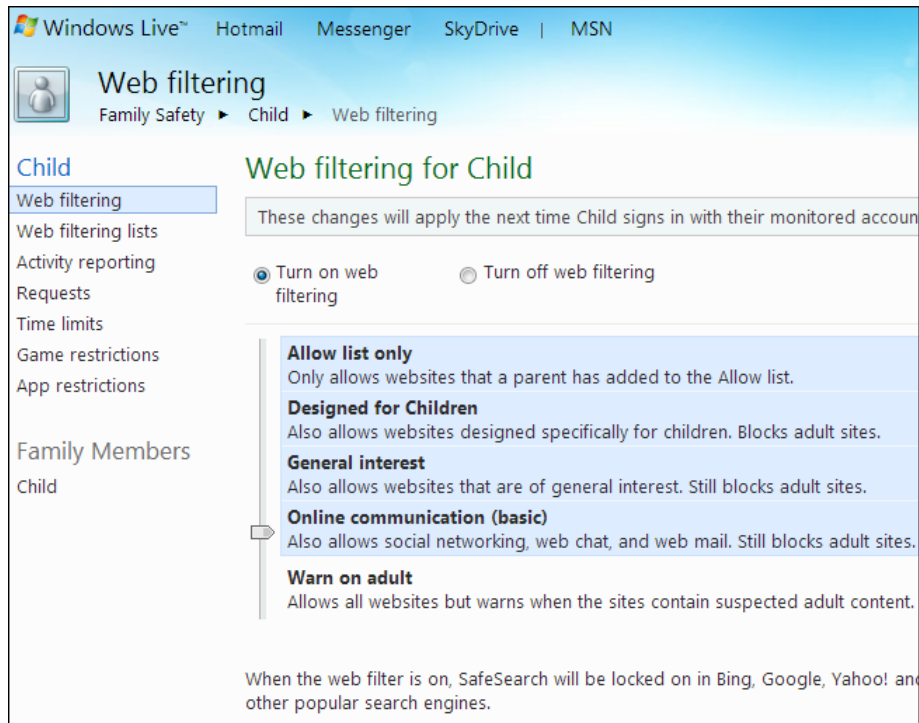 Windows Live™ Hotmail Messenger SkyDrive | MSN
Web filtering
Family Safety ► Child ► Web filtering
Child
Web filtering
Web filtering lists
Activity reporting
Requests
Time limits
Game restrictions
App restrictions
Family Members
Child
Web filtering for Child
These changes will apply the next time Child signs in with their monitored accoun
Turn on web
filtering
Turn off web filtering
Allow list only
Only allows websites that a parent has added to the Allow list.
Designed for Children
Also allows websites designed specifically for children. Blocks adult sites.
General interest
Also allows websites that are of general interest. Still blocks adult sites.
Online communication (basic)
Also allows social networking, web chat, and web mail. Still blocks adult sites.
Warn on adult
Allows all websites but warns when the sites contain suspected adult content.
When the web filter is on, SafeSearch will be locked on in Bing, Google, Yahoo! and
other popular search engines.